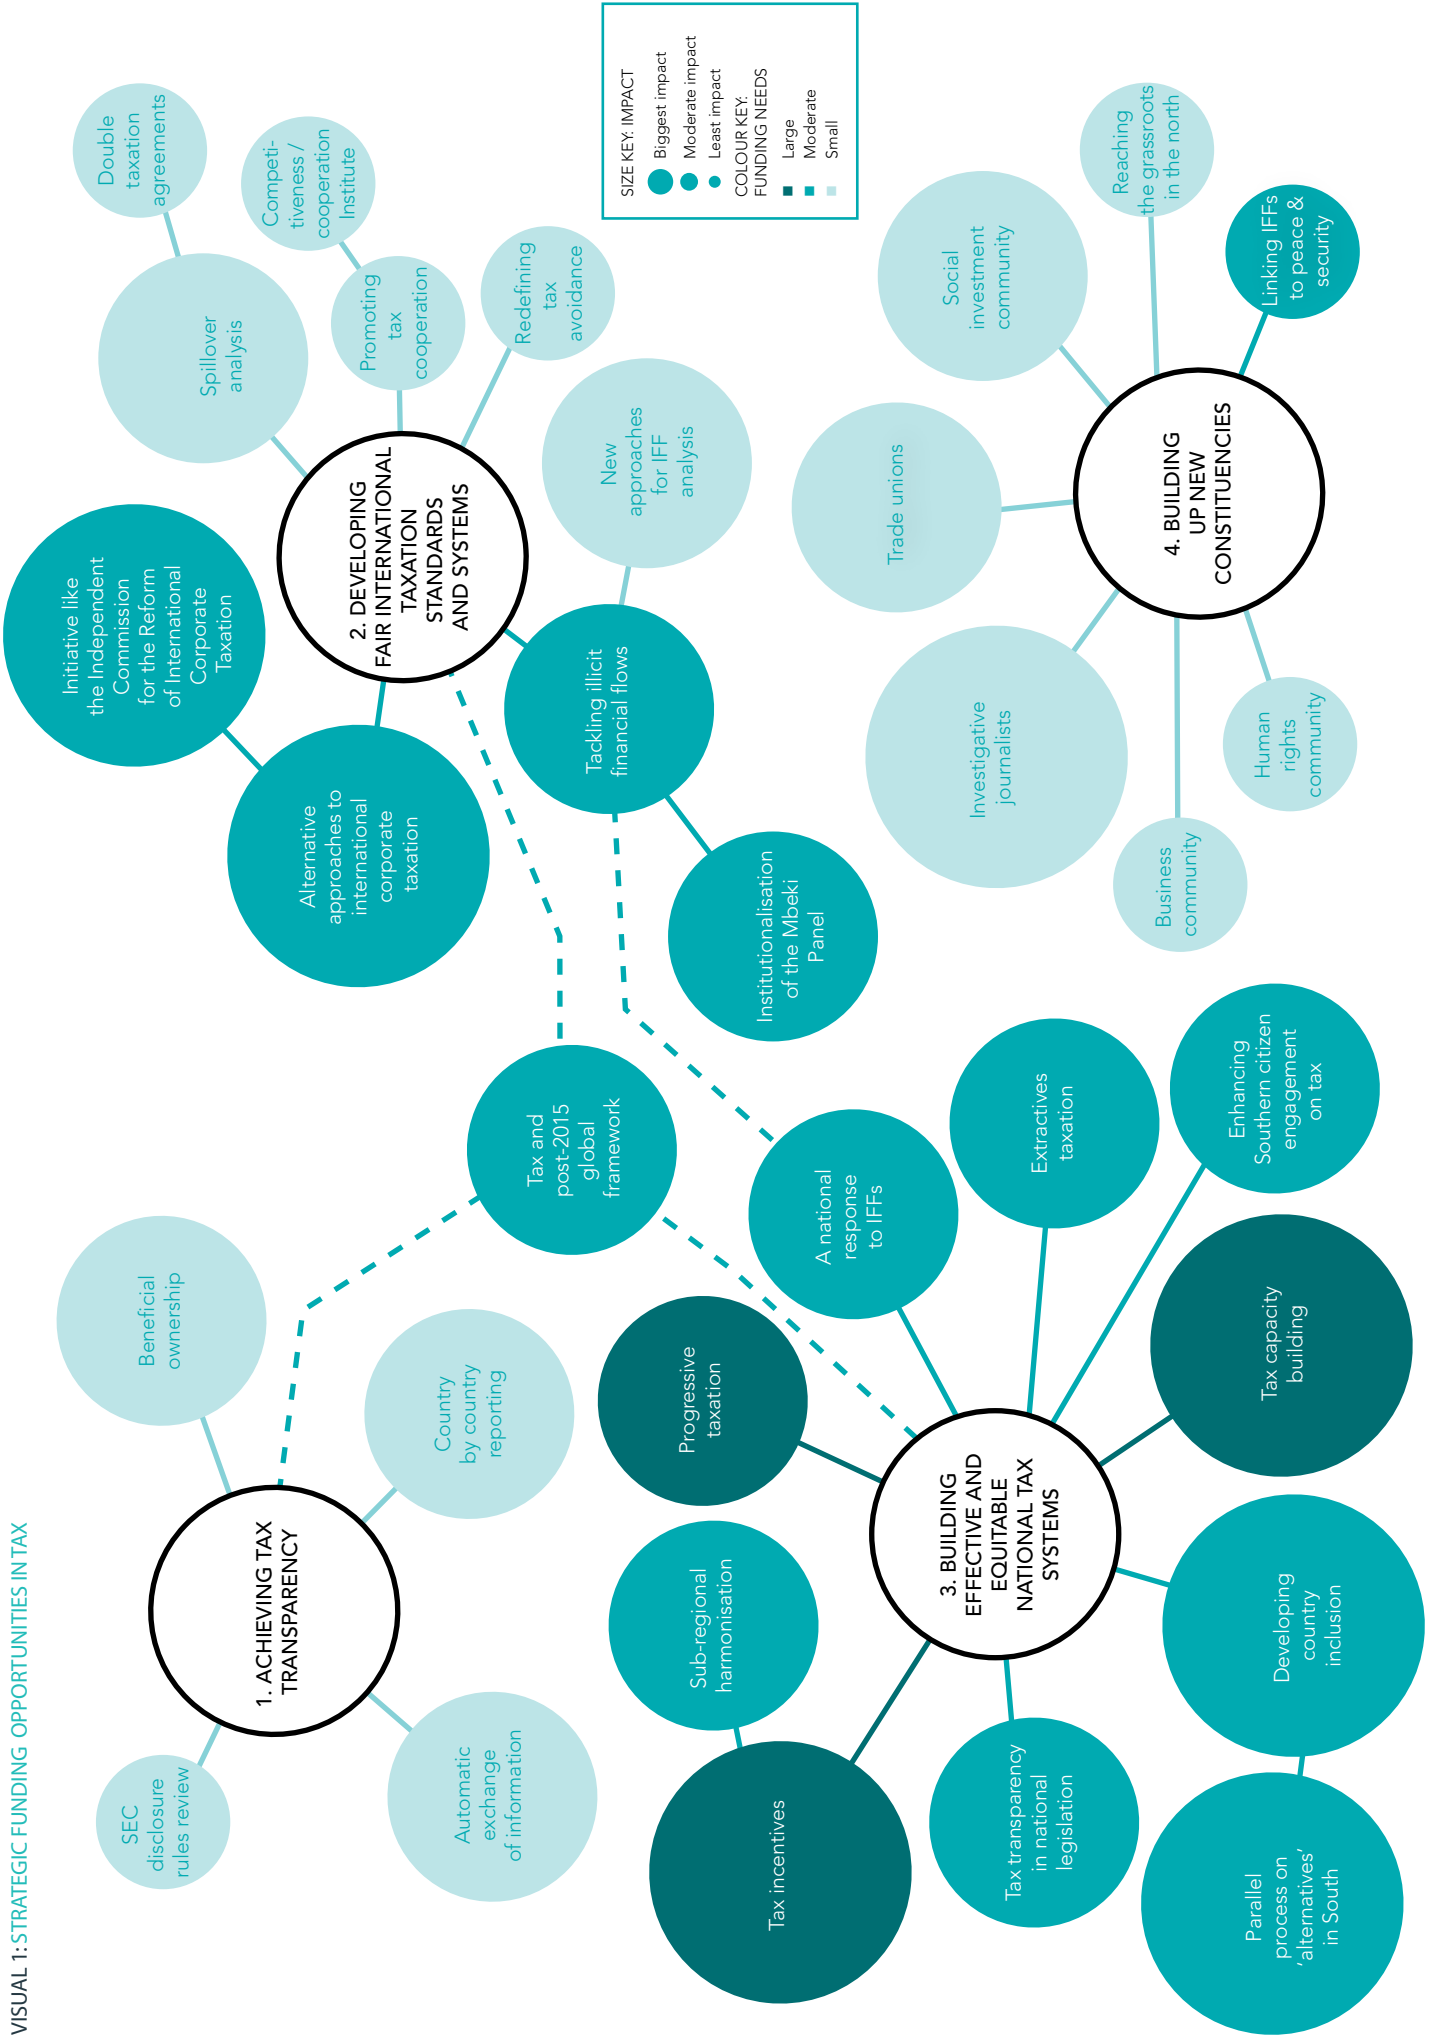 VISUAL 1: STRATEGIC FUNDING OPPORTUNITIES IN TAX
SEC
disclosure
rules review
1. ACHIEVING TAX
TRANSPARENCY
Beneficial
ownership
Automatic
exchange
of information
Country
by country
reporting
Tax and
post-2015
global
framework
Initiative like
the Independent
Commission
for the Reform
of International
Corporate
Taxation
Alternative
approaches to
international
corporate
taxation
2. DEVELOPING
FAIR INTERNATIONAL
TAXATION
STANDARDS
AND SYSTEMS
Spillover
analysis
Double
taxation
agreements
Competi-
tiveness /
cooperation
Institute
Promoting
tax
cooperation
Redefining
tax
avoidance
New
approaches
for IFF
analysis
Tackling illicit
financial flows
Institutionalisation
of the Mbeki
Panel
SIZE KEY: IMPACT
Biggest impact
Moderate impact
Least impact
COLOUR KEY:
FUNDING NEEDS
Large
Moderate
Small
Progressive
taxation
Sub-regional
harmonisation
Tax incentives
3. BUILDING
EFFECTIVE AND
EQUITABLE
NATIONAL TAX
SYSTEMS
A national
response
to IFFs
Extractives
taxation
Enhancing
Southern citizen
engagement
on tax
Tax capacity
building
Developing
country
inclusion
Tax transparency
in national
legislation
Parallel
process on
‘alternatives’
in South
Investigative
journalists
Trade unions
Social
investment
community
Reaching
the grassroots
in the north
Linking IFFs
to peace &
security
4. BUILDING
UP NEW
CONSTITUENCIES
Business
community
Human
rights
community